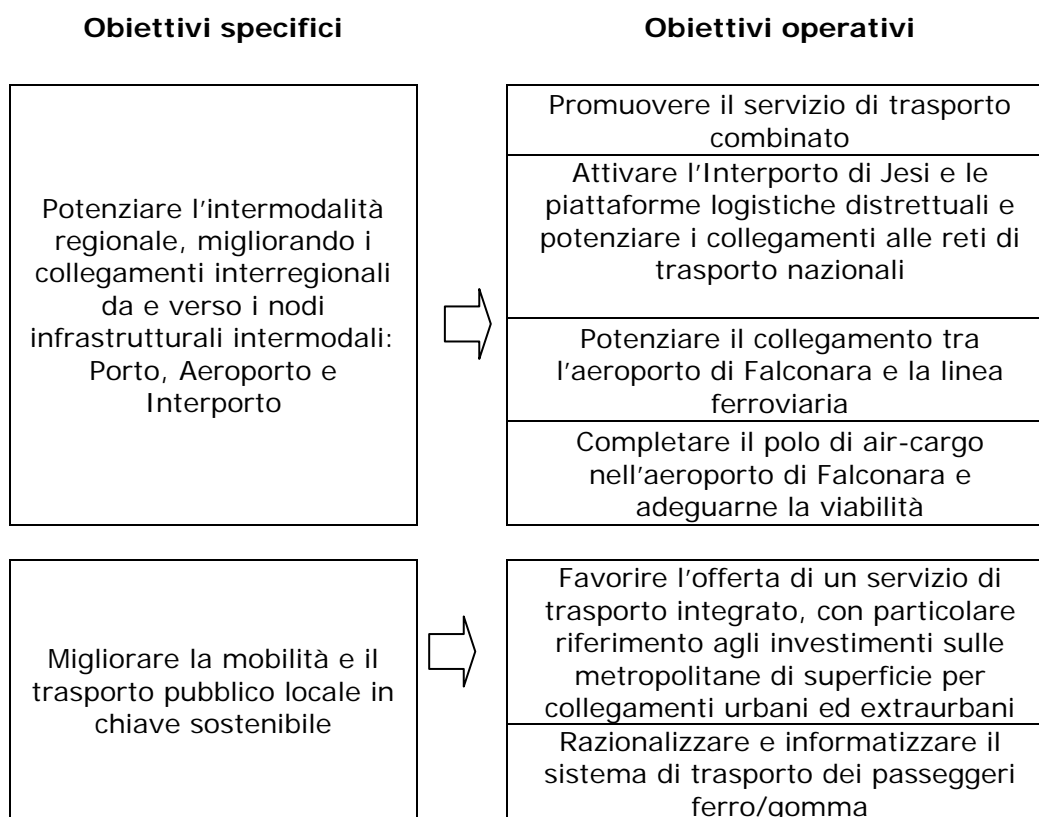 Obiettivi specifici
Obiettivi operativi
Potenziare l'intermodalità
regionale, migliorando i
collegamenti interregionali
da e verso i nodi
infrastrutturali intermodali:
Porto, Aeroporto e
Interporto
Promuovere il servizio di trasporto
combinato
Attivare l'Interporto di Jesi e le
piattaforme logistiche distrettuali e
potenziare i collegamenti alle reti di
trasporto nazionali
Potenziare il collegamento tra
l'aeroporto di Falconara e la linea
ferroviaria
Completare il polo di air-cargo
nell'aeroporto di Falconara e
adeguarne la viabilità
Migliorare la mobilità e il
trasporto pubblico locale in
chiave sostenibile
Favorire l'offerta di un servizio di
trasporto integrato, con particolare
riferimento agli investimenti sulle
metropolitane di superficie per
collegamenti urbani ed extraurbani
Razionalizzare e informatizzare il
sistema di trasporto dei passeggeri
ferro/gomma